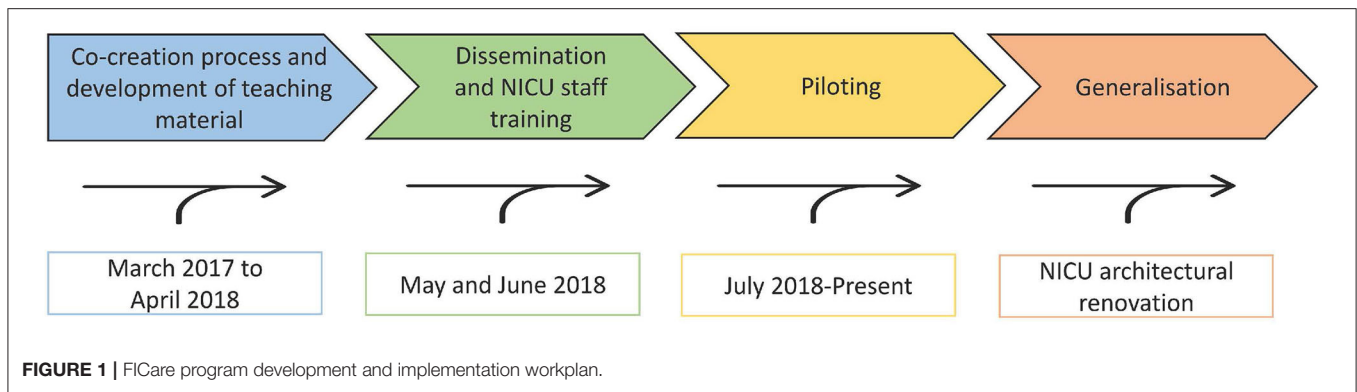 Co-creation process and
development of teaching
material
Dissemination
and NICU staff
training
Piloting
Generalisation
March 2017 to
April 2018
May and June 2018
July 2018-Present
NICU architectural
renovation
FIGURE 1 | FICare program development and implementation workplan.